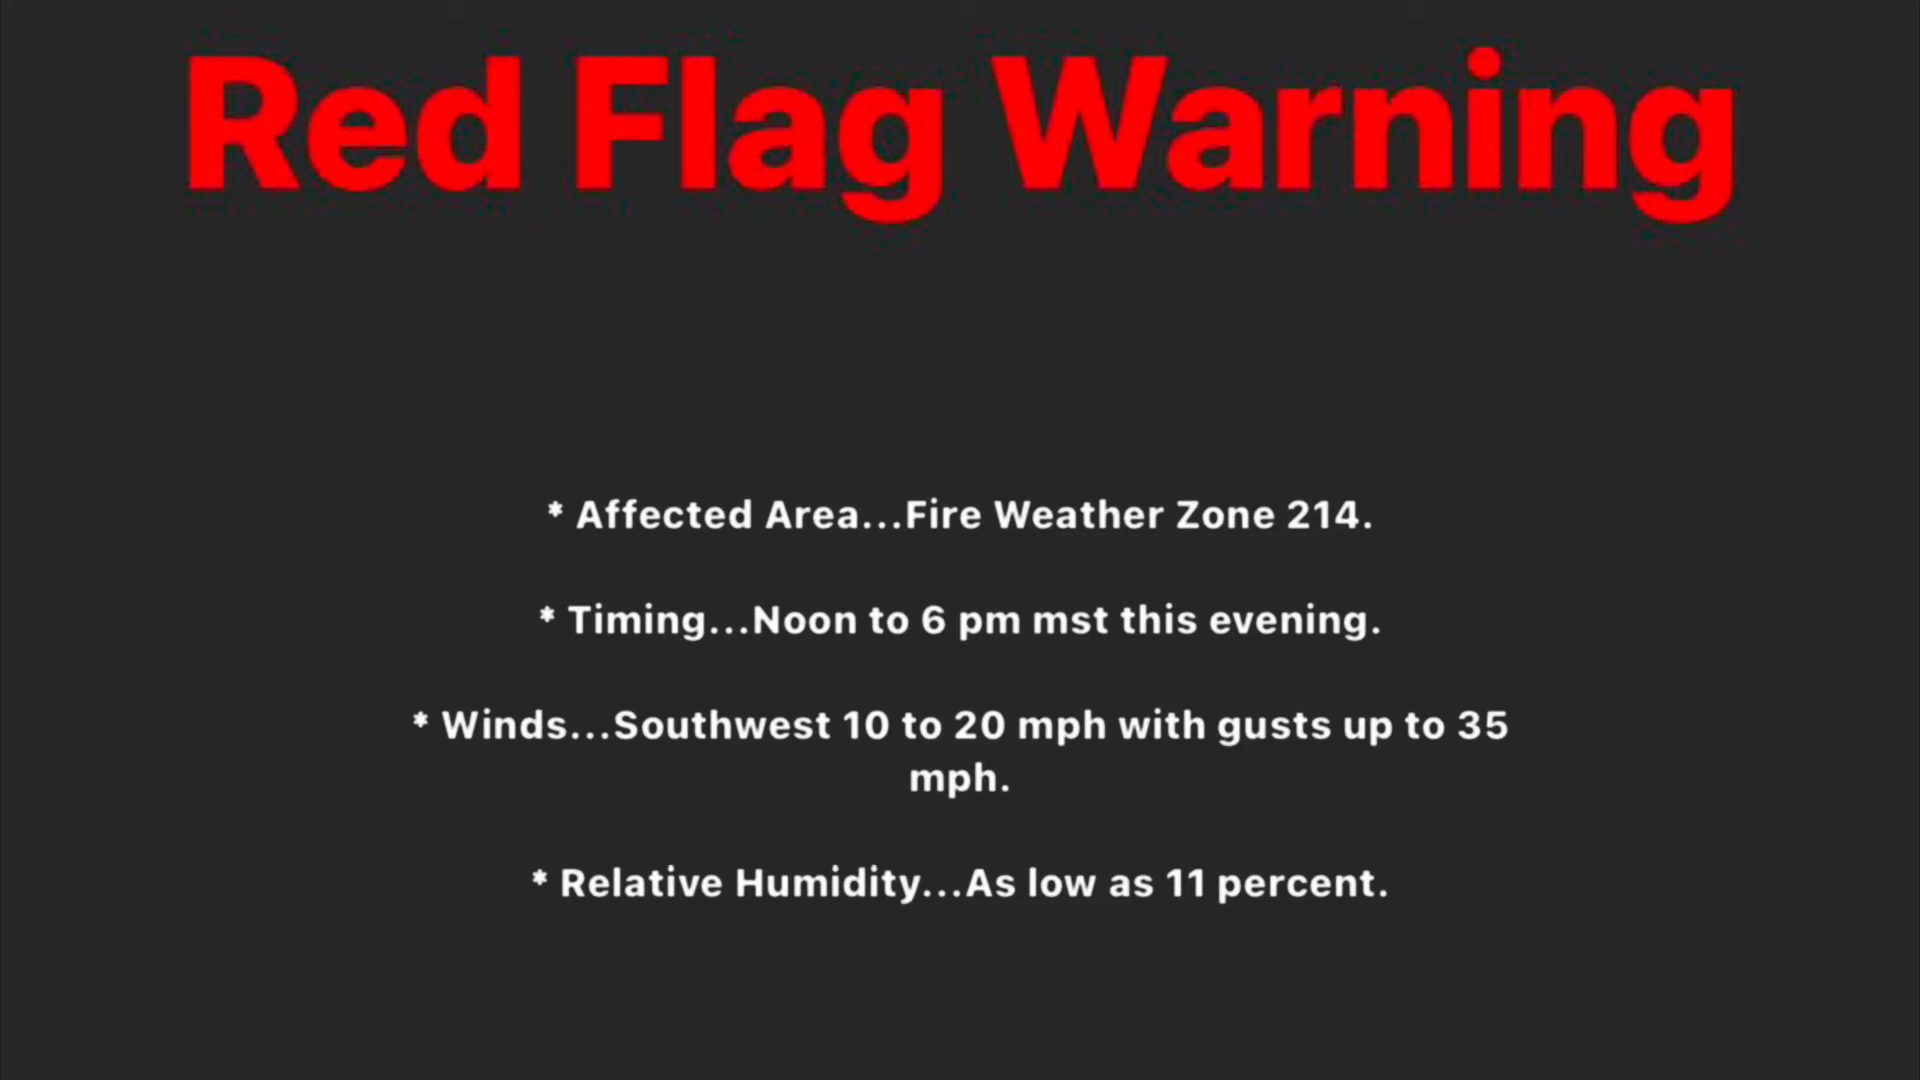 Red Flag Warning
* Affected Area...Fire Weather Zone 214.
* Timing...Noon to 6 pm mst this evening.
* Winds...Southwest 10 to 20 mph with gusts up to 35
mph.
* Relative Humidity...As low as 11 percent.